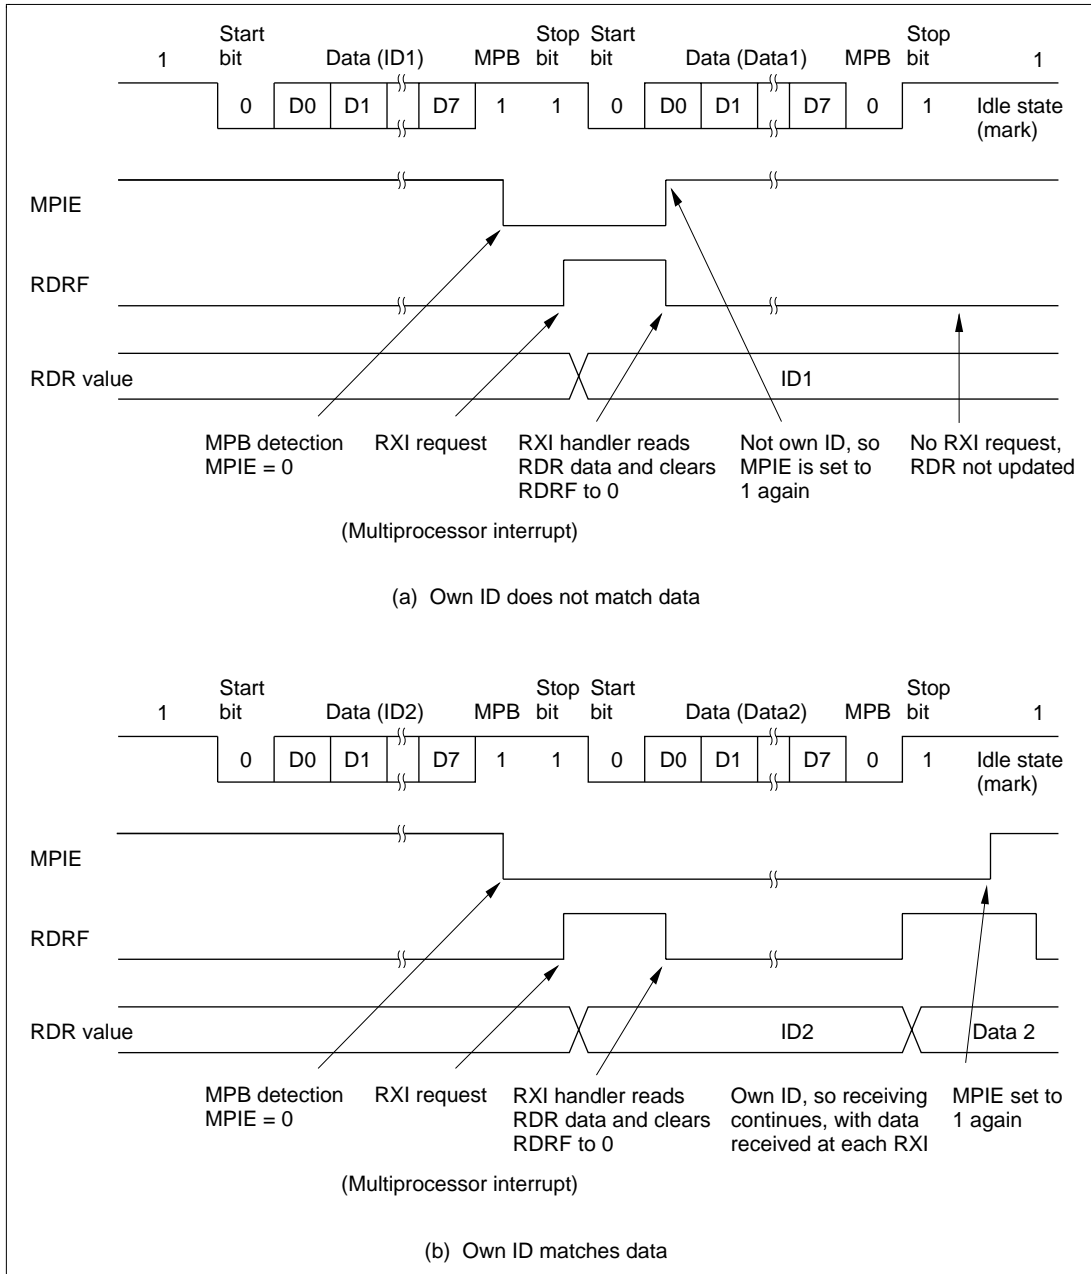 Start bit Data (ID1) MPB Stop bit Start bit Data (Data1) MPB Stop bit
1 1
0 D0 D1 D7 1 1 0 D0 D1 D7 0 1 Idle state (mark)
MPIE
RDRF
RDR value ID1
MPB detection MPIE = 0
RXI request
RXI handler reads RDR data and clears RDRF to 0
Not own ID, so MPIE is set to 1 again
No RXI request, RDR not updated
(Multiprocessor interrupt)
(a) Own ID does not match data
Start bit Data (ID2) MPB Stop bit Start bit Data (Data2) MPB Stop bit
1 1
0 D0 D1 D7 1 1 0 D0 D1 D7 0 1 Idle state (mark)
MPIE
RDRF
RDR value ID2 Data 2
MPB detection MPIE = 0
RXI request
RXI handler reads RDR data and clears RDRF to 0
Own ID, so receiving continues, with data received at each RXI
MPIE set to 1 again
(Multiprocessor interrupt)
(b) Own ID matches data